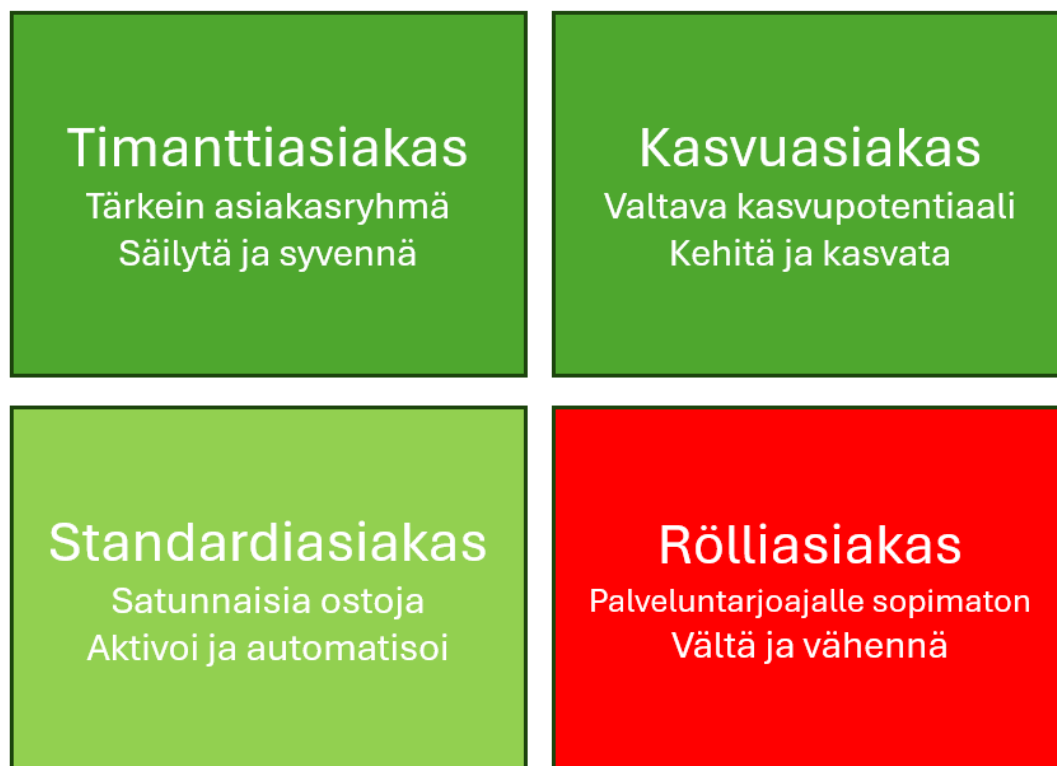 Timanttiasiakas
Tärkein asiakasryhmä
Säilytä ja syvennä
Kasvuasiakas
Valtava kasvupotentiaali
Kehitä ja kasvata
Standardiasiakas
Satunnaisia ostoja
Aktivoi ja automatisoi
Rölliasiakas
Palveluntarjoajalle sopimaton
Vältä ja vähennä